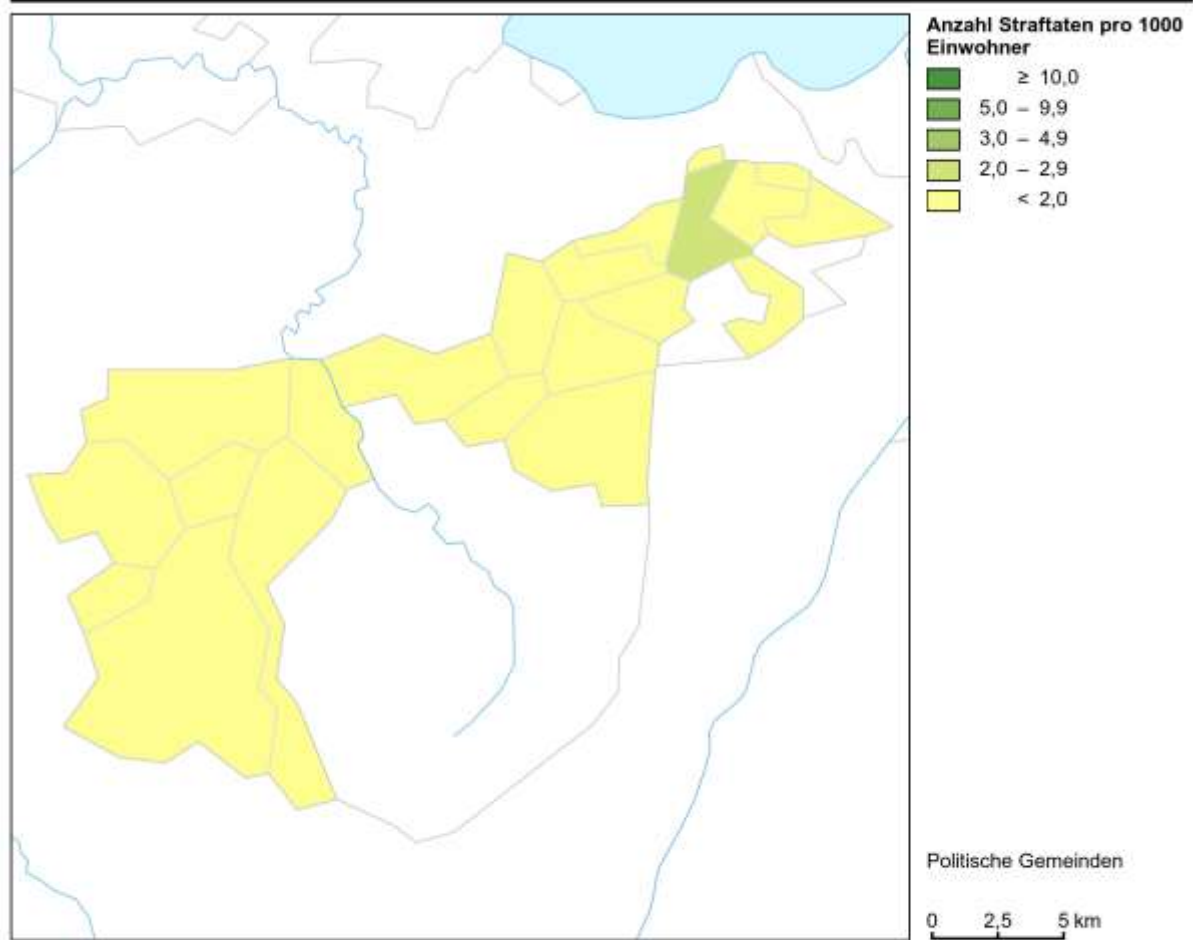 Anzahl Straftaten pro 1000
Einwohner
≥ 10,0
5,0 – 9,9
3,0 – 4,9
2,0 – 2,9
< 2,0
Politische Gemeinden
0 2,5 5 km